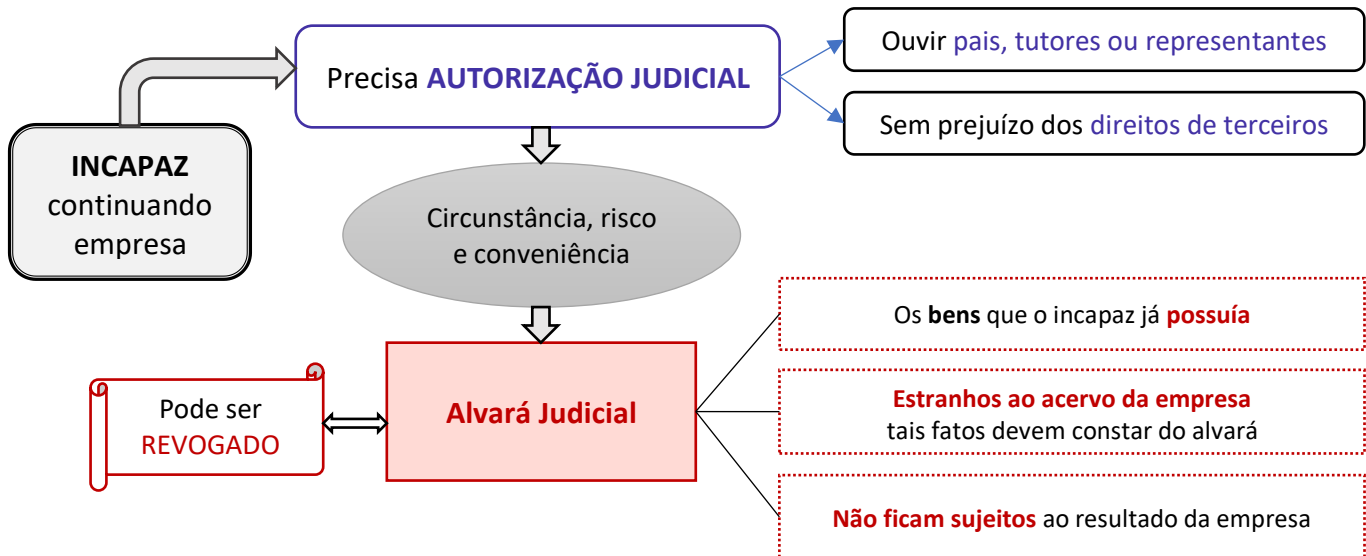 INCAPAZ
continuando
empresa
Precisa AUTORIZAÇÃO JUDICIAL
Ouvir pais, tutores ou representantes
Sem prejuízo dos direitos de terceiros
Circunstância, risco
e conveniência
Alvará Judicial
Pode ser
REVOGADO
Os bens que o incapaz já possuía
Estranhos ao acervo da empresa
tais fatos devem constar do alvará
Não ficam sujeitos ao resultado da empresa